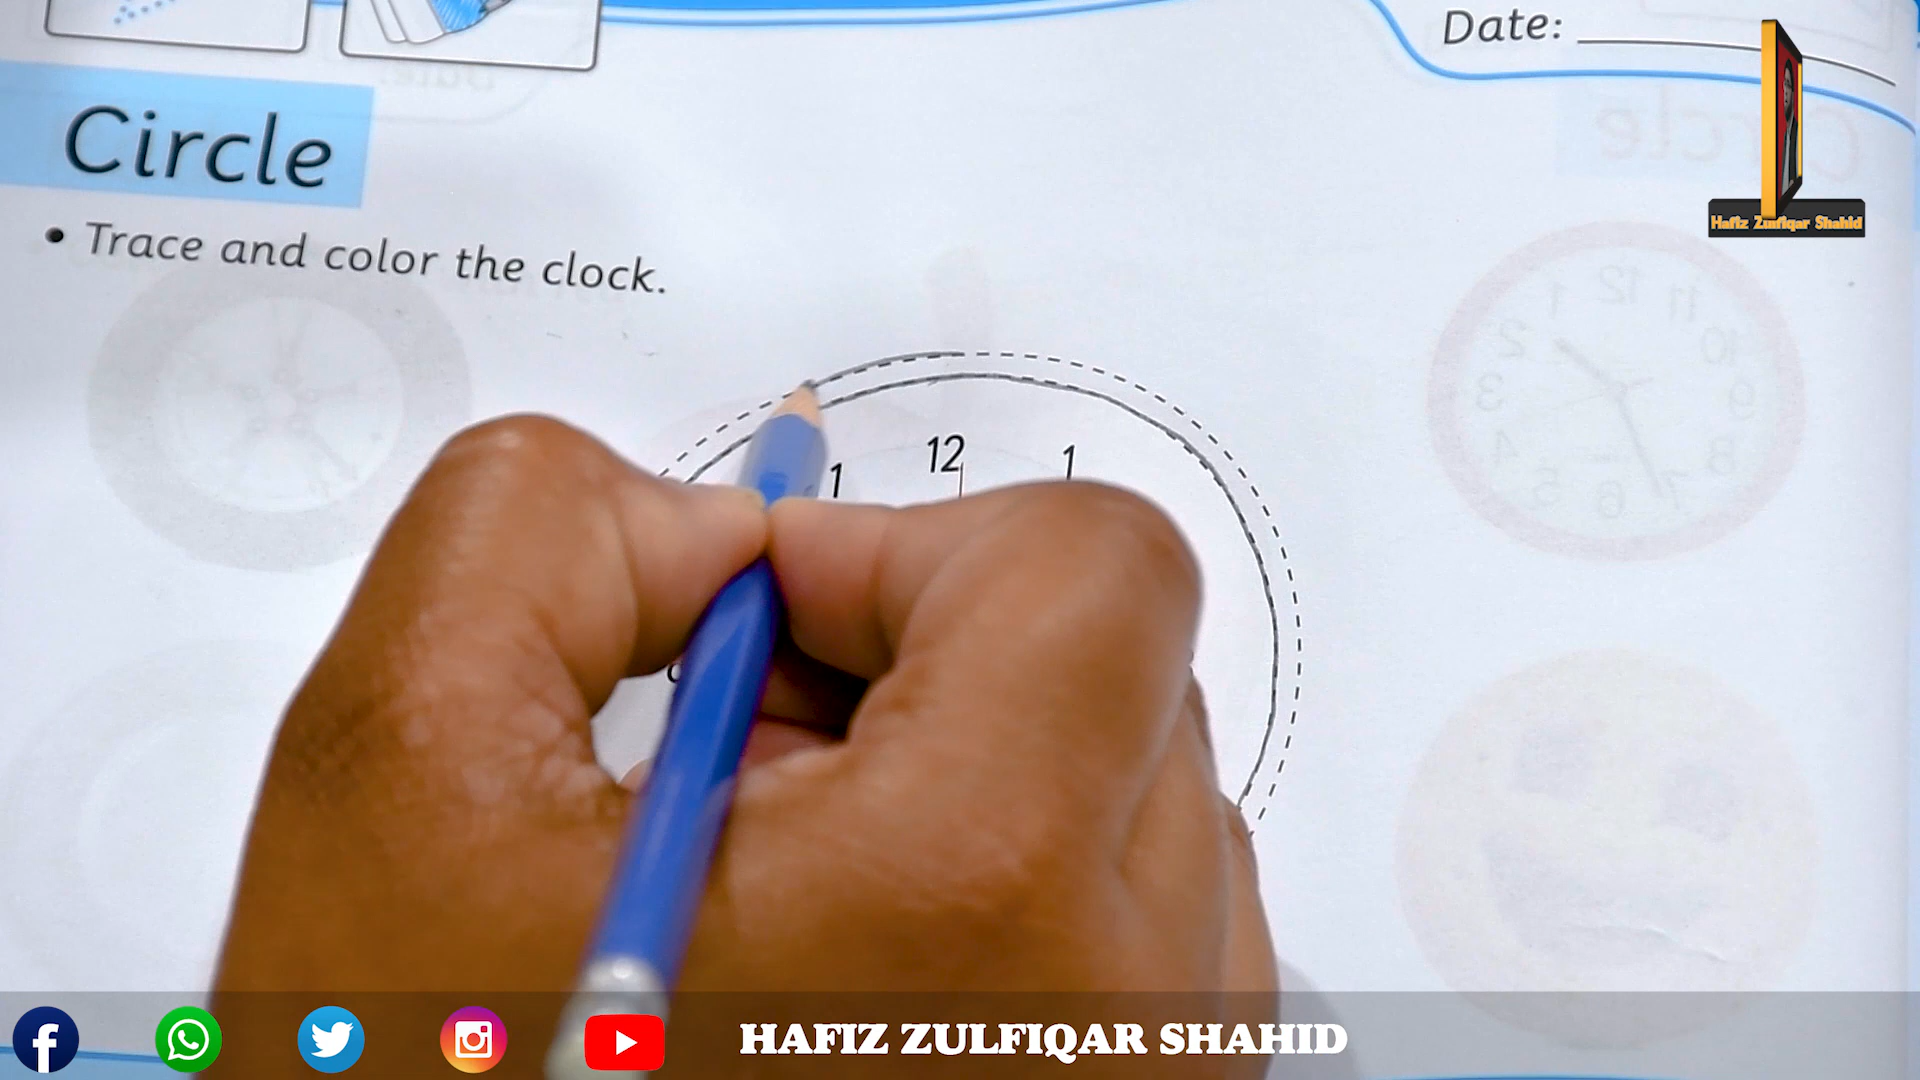 Date:
Circle
• Trace and color the clock.
12
1
1
Hafiz Zulfiqar Shahid
HAFIZ ZULFIQAR SHAHID